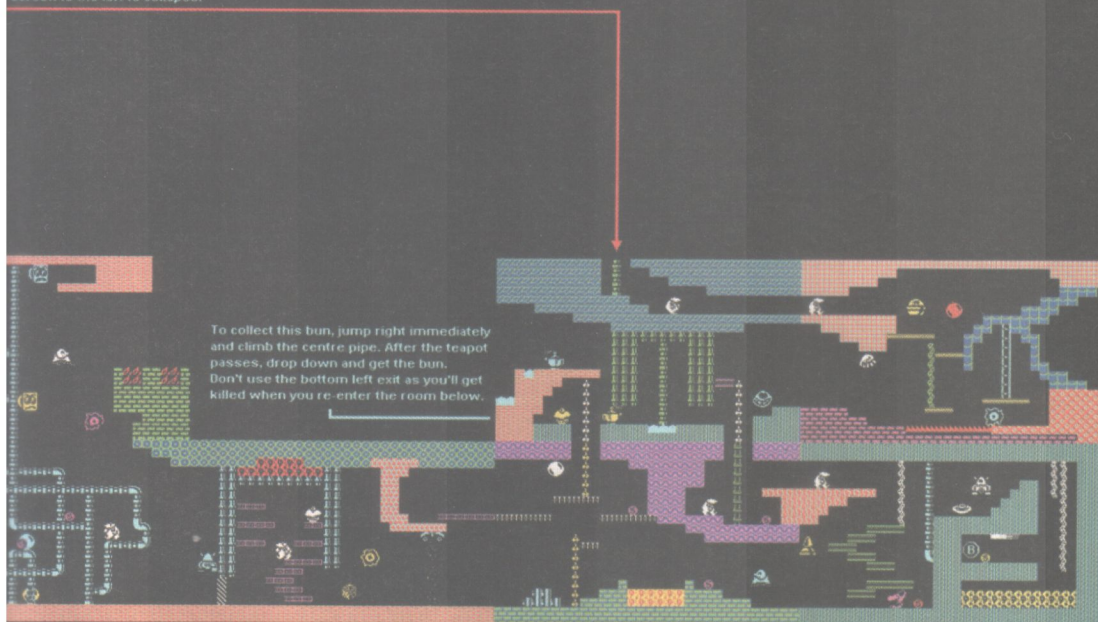 To collect this bun, jump right immediately
and climb the centre pipe. After the teapot
passes, drop down and get the bun.
Don't use the bottom left exit as you'll get
killed when you re-enter the room below.
B